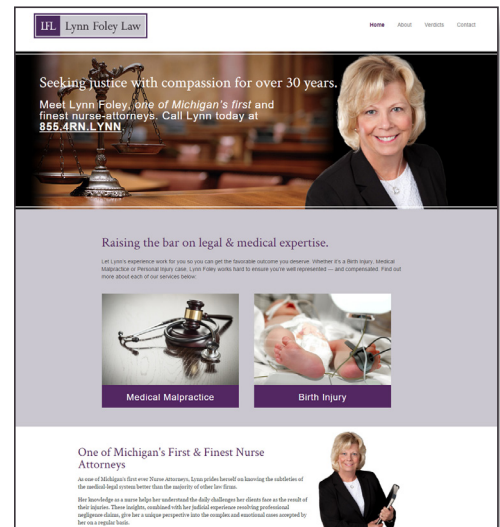 LFL Lynn Foley Law
Home About Verdicts Contact
Seeking justice with compassion for over 30 years.
Meet Lynn Foley, one of Michigan's first and
finest nurse-attorneys. Call Lynn today at
855.4RN.LYNN.
Raising the bar on legal & medical expertise.
Let Lynn's experience work for you so you can get the favorable outcome you deserve. Whether it's a Birth Injury, Medical
Malpractice or Personal Injury case, Lynn Foley works hard to ensure you're well represented — and compensated. Find out
more about each of our services below:
Medical Malpractice
Birth Injury
One of Michigan's First & Finest Nurse
Attorneys
As one of Michigan's first ever Nurse Attorneys, Lynn prides herself on knowing the subtleties of
the medical-legal system better than the majority of other law firms.
Her knowledge as a nurse helps her understand the daily challenges her clients face as the result of
their injuries. These insights, combined with her judicial experience resolving professional
negligence claims, give her a unique perspective into the complex and emotional cases accepted by
her on a regular basis.